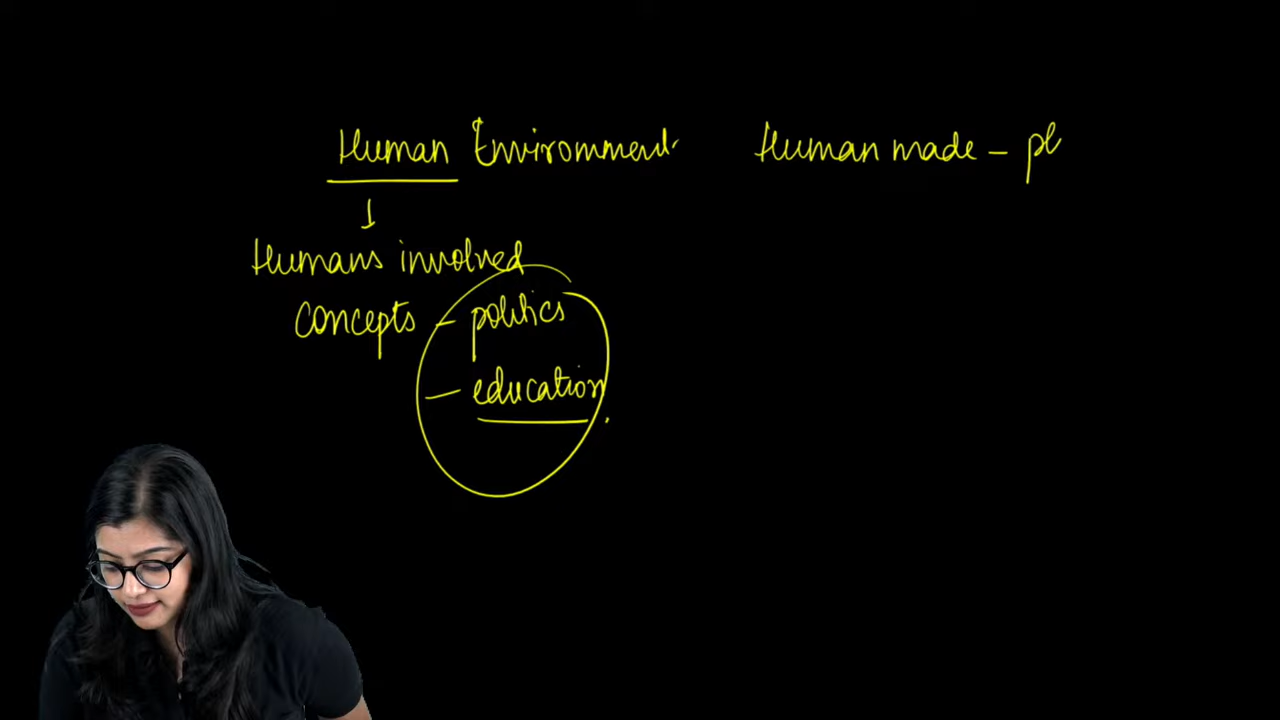 Human Environment
Human made - pl
Humans involved
concepts - politics
- education